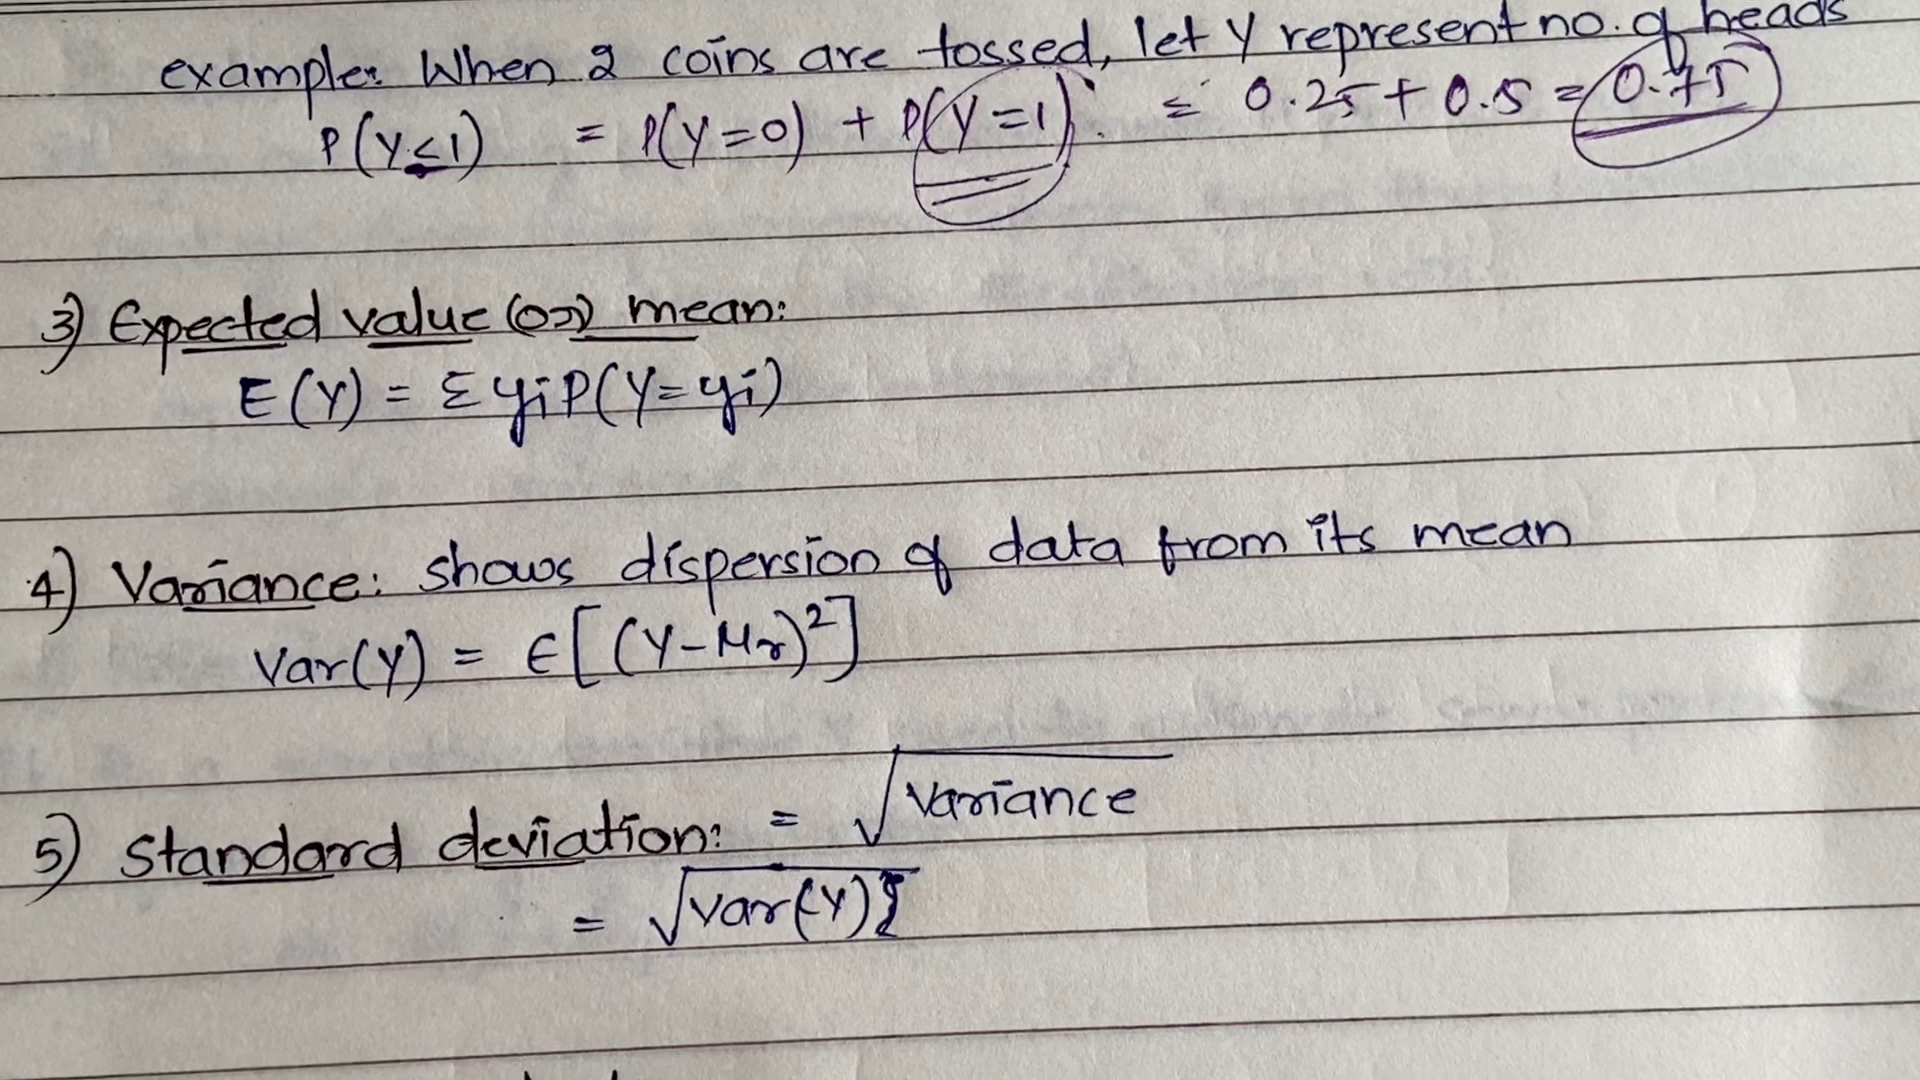 example: When 2 coins are tossed, let Y represent no. of heads
P(Y≤1) = P(Y=0) + P(Y=1). = 0.25 + 0.5 = 0.75
3) Expected value (or) mean:
E(Y) = Σ yi P(Y=yi)
4) Variance: shows dispersion of data from its mean
Var(Y) = E[(Y-μr)²]
5) Standard deviation: = √Variance
= √Var(Y)